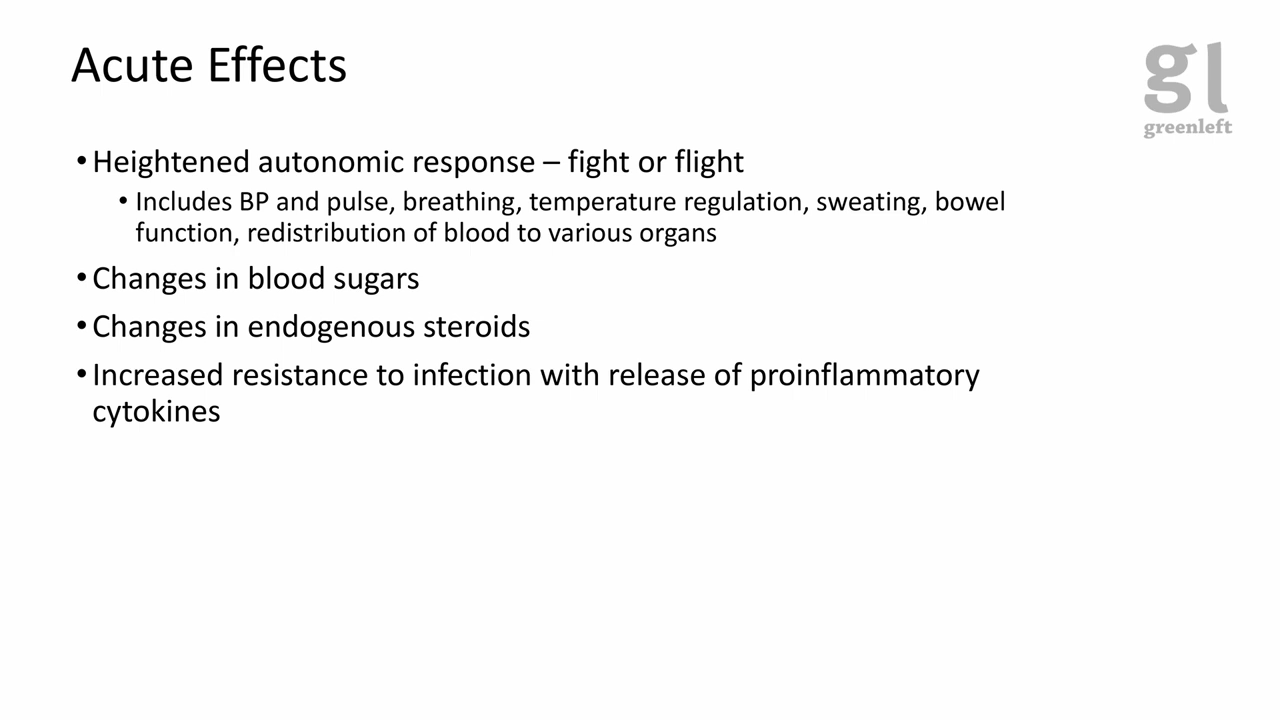 Acute Effects
gl
greenleft
• Heightened autonomic response – fight or flight
• Includes BP and pulse, breathing, temperature regulation, sweating, bowel
function, redistribution of blood to various organs
• Changes in blood sugars
• Changes in endogenous steroids
• Increased resistance to infection with release of proinflammatory
cytokines